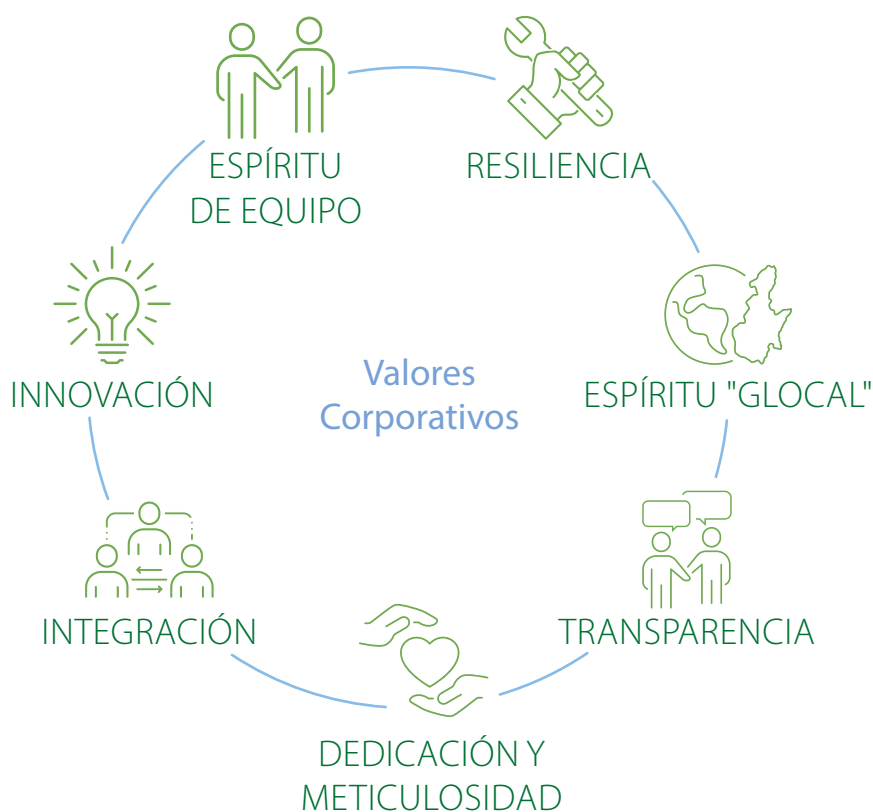 ESPÍRITU
DE EQUIPO
RESILIENCIA
INNOVACIÓN
Valores
Corporativos
ESPÍRITU "GLOCAL"
INTEGRACIÓN
TRANSPARENCIA
DEDICACIÓN Y
METICULOSIDAD